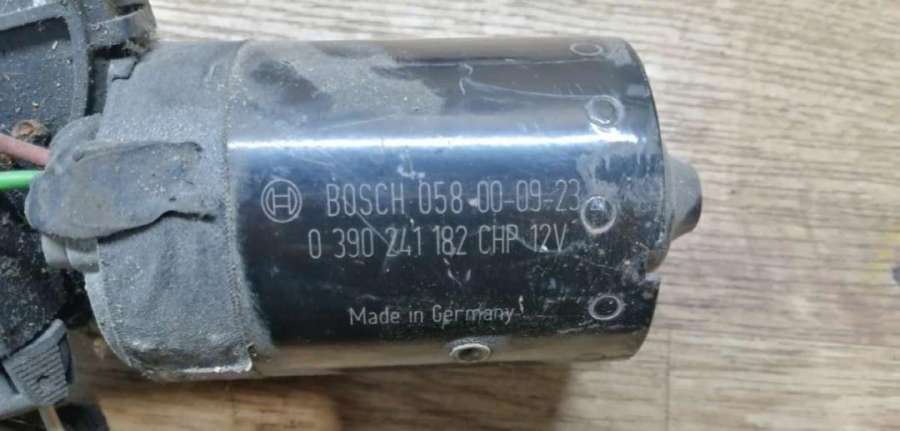 BOSCH 058 00-09-23
0 390 241 182 CHP 12V
Made in Germany